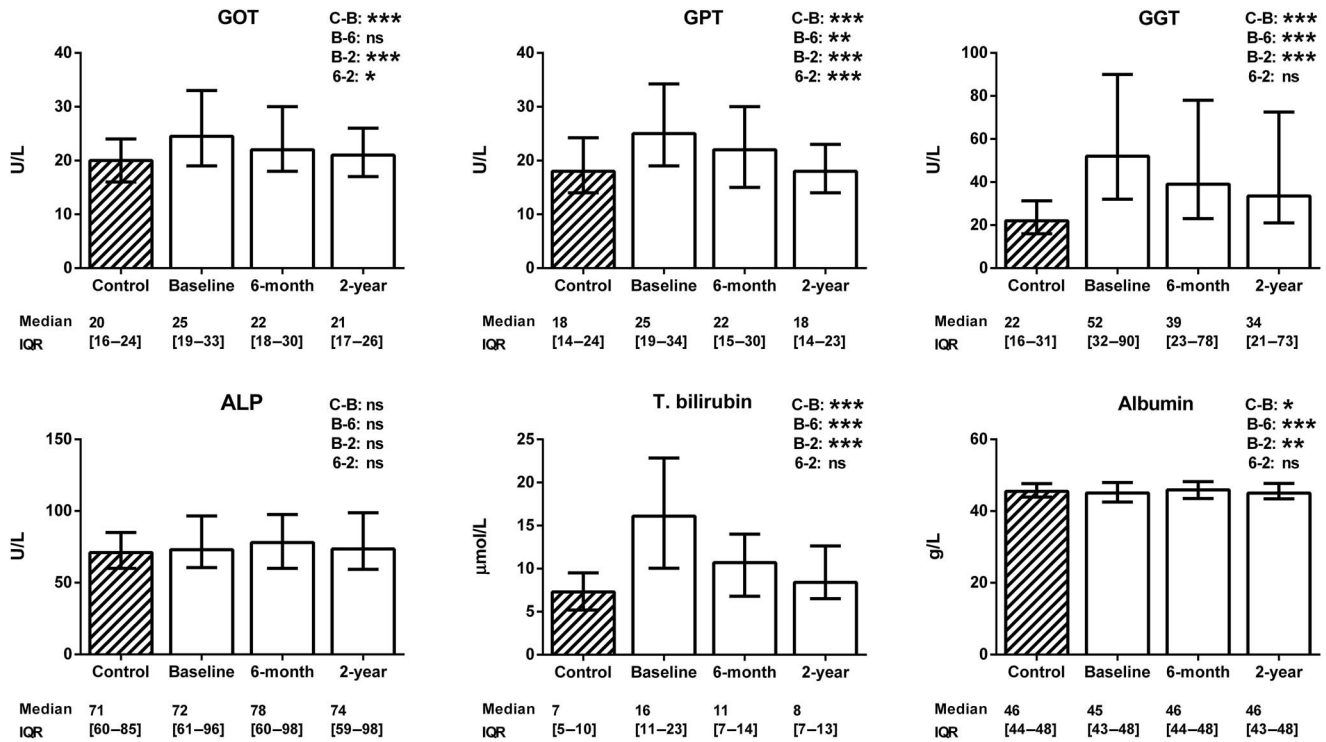 GOT
C-B: ***
B-6: ns
B-2: ***
6-2: *
40
30
20
10
0
U/L
Control Baseline 6-month 2-year
Median 20 25 22 21
IQR [16–24] [19–33] [18–30] [17–26]
GPT
C-B: ***
B-6: **
B-2: ***
6-2: ***
40
30
20
10
0
U/L
Control Baseline 6-month 2-year
Median 18 25 22 18
IQR [14–24] [19–34] [15–30] [14–23]
GGT
C-B: ***
B-6: ***
B-2: ***
6-2: ns
100
80
60
40
20
0
U/L
Control Baseline 6-month 2-year
Median 22 52 39 34
IQR [16–31] [32–90] [23–78] [21–73]
ALP
C-B: ns
B-6: ns
B-2: ns
6-2: ns
150
100
50
0
U/L
Control Baseline 6-month 2-year
Median 71 72 78 74
IQR [60–85] [61–96] [60–98] [59–98]
T. bilirubin
C-B: ***
B-6: ***
B-2: ***
6-2: ns
25
20
15
10
5
0
µmol/L
Control Baseline 6-month 2-year
Median 7 16 11 8
IQR [5–10] [11–23] [7–14] [7–13]
Albumin
C-B: *
B-6: ***
B-2: **
6-2: ns
60
40
20
0
g/L
Control Baseline 6-month 2-year
Median 46 45 46 46
IQR [44–48] [43–48] [44–48] [43–48]